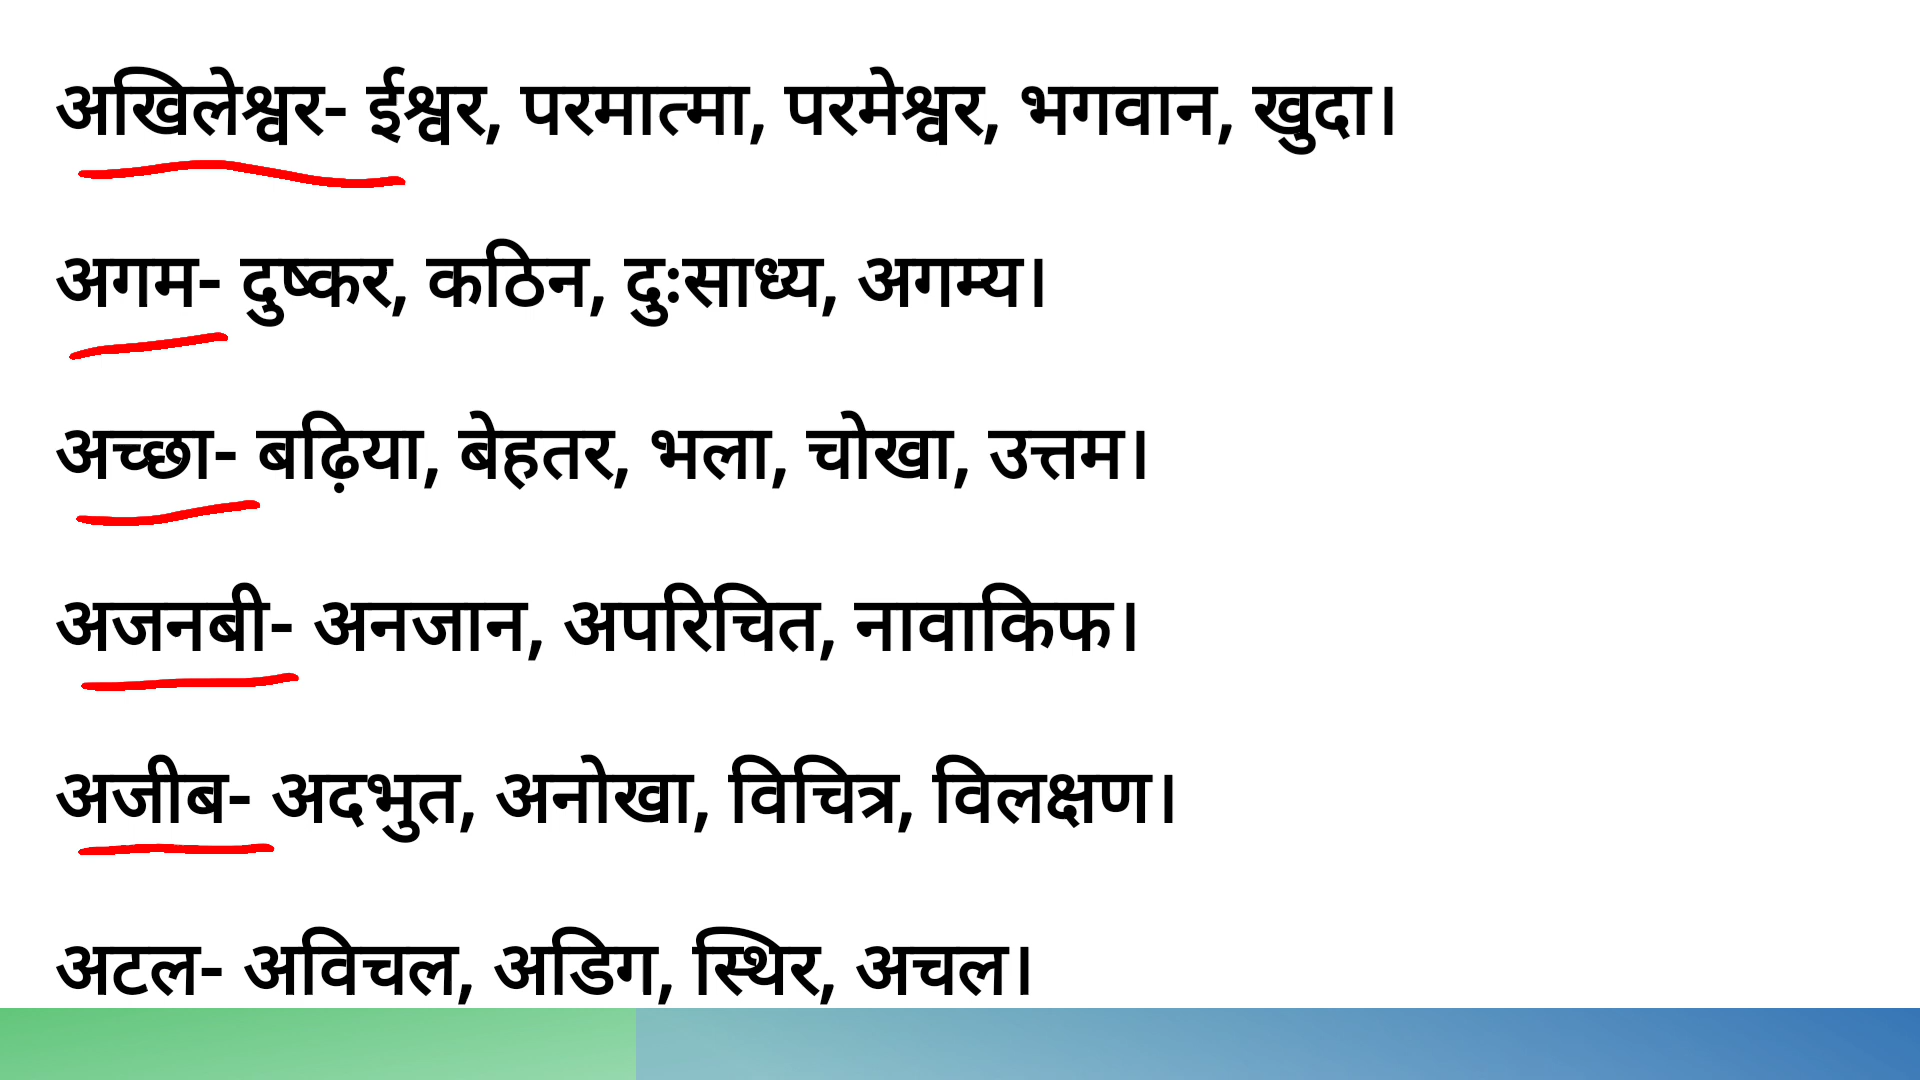 अखिलेश्वर- ईश्वर, परमात्मा, परमेश्वर, भगवान, खुदा।
अगम- दुष्कर, कठिन, दुःसाध्य, अगम्य।
अच्छा- बढ़िया, बेहतर, भला, चोखा, उत्तम।
अजनबी- अनजान, अपरिचित, नावाकिफ।
अजीब- अदभुत, अनोखा, विचित्र, विलक्षण।
अटल- अविचल, अडिग, स्थिर, अचल।